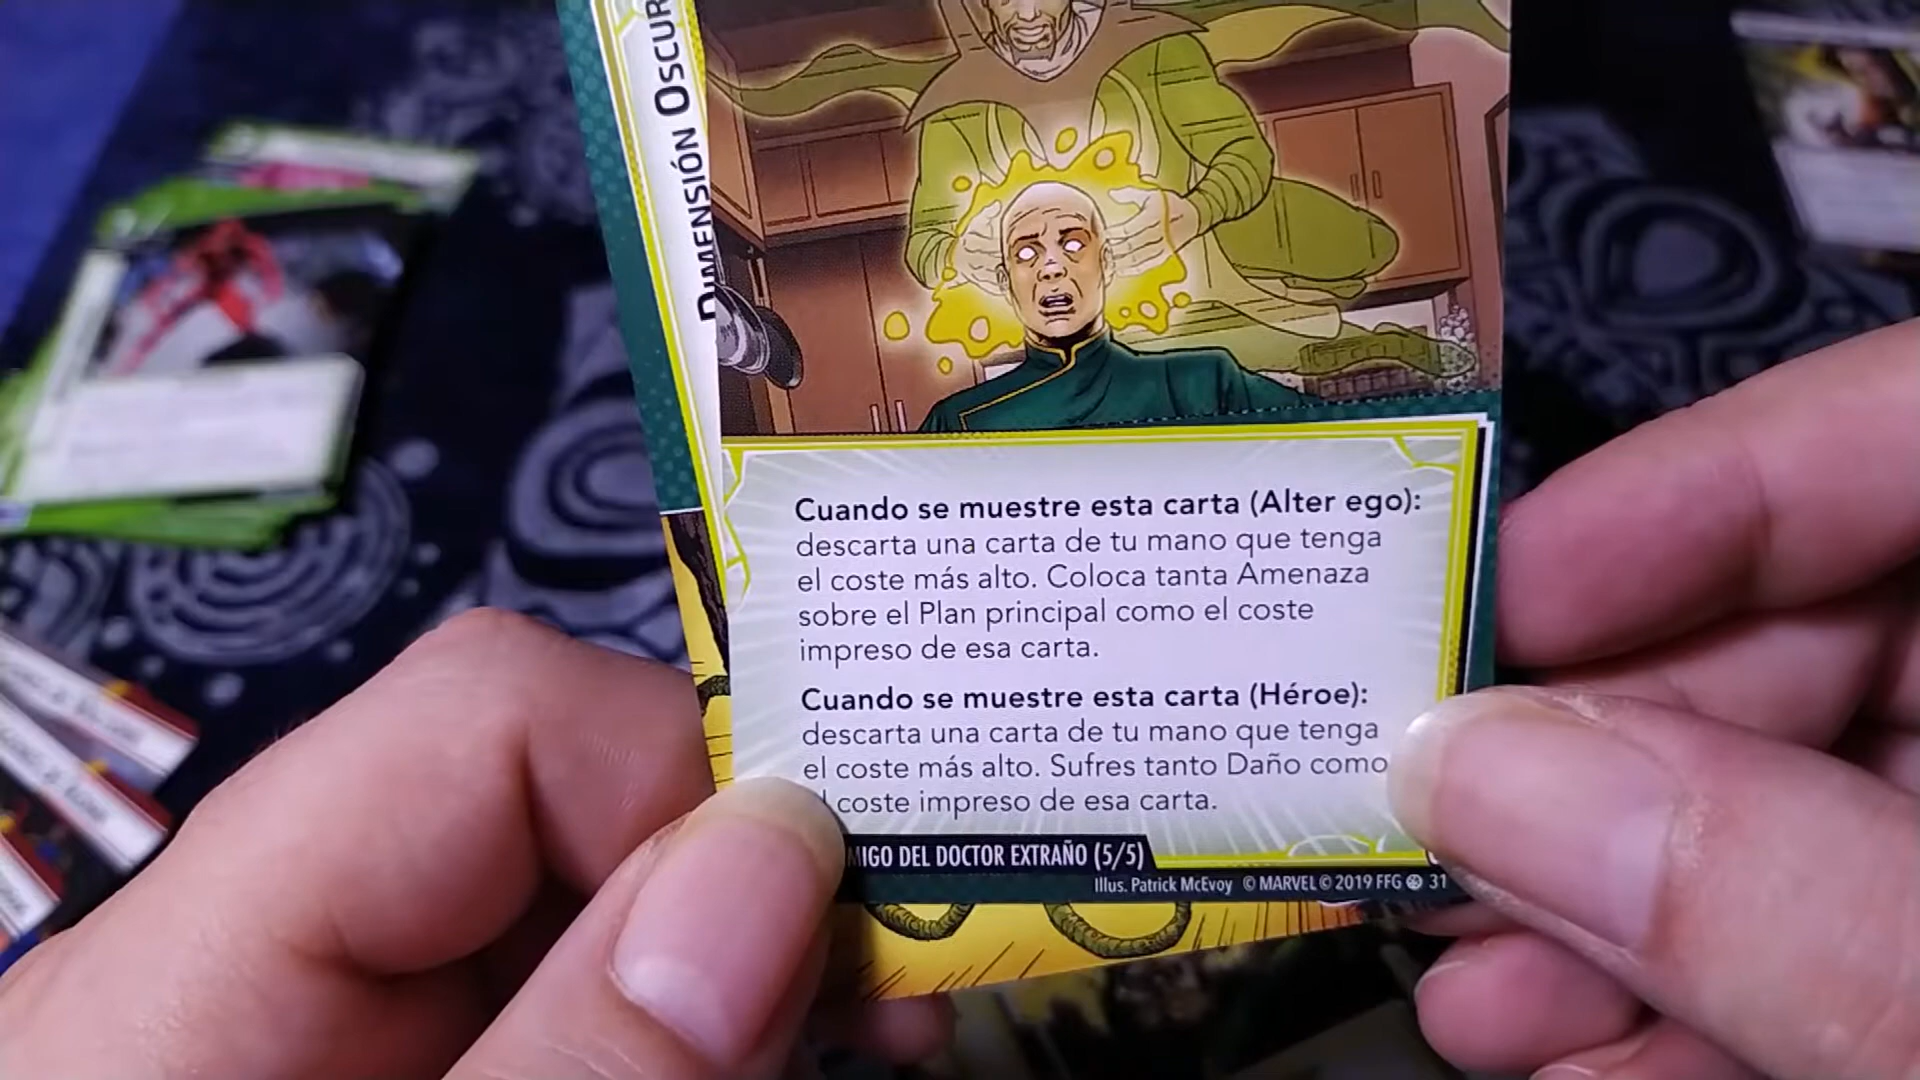 DIMENSIÓN OSCUR
Cuando se muestre esta carta (Alter ego):
descarta una carta de tu mano que tenga
el coste más alto. Coloca tanta Amenaza
sobre el Plan principal como el coste
impreso de esa carta.
Cuando se muestre esta carta (Héroe):
descarta una carta de tu mano que tenga
el coste más alto. Sufres tanto Daño como
coste impreso de esa carta.
MIGO DEL DOCTOR EXTRAÑO (5/5)
Illus. Patrick McEvoy © MARVEL © 2019 FFG 31